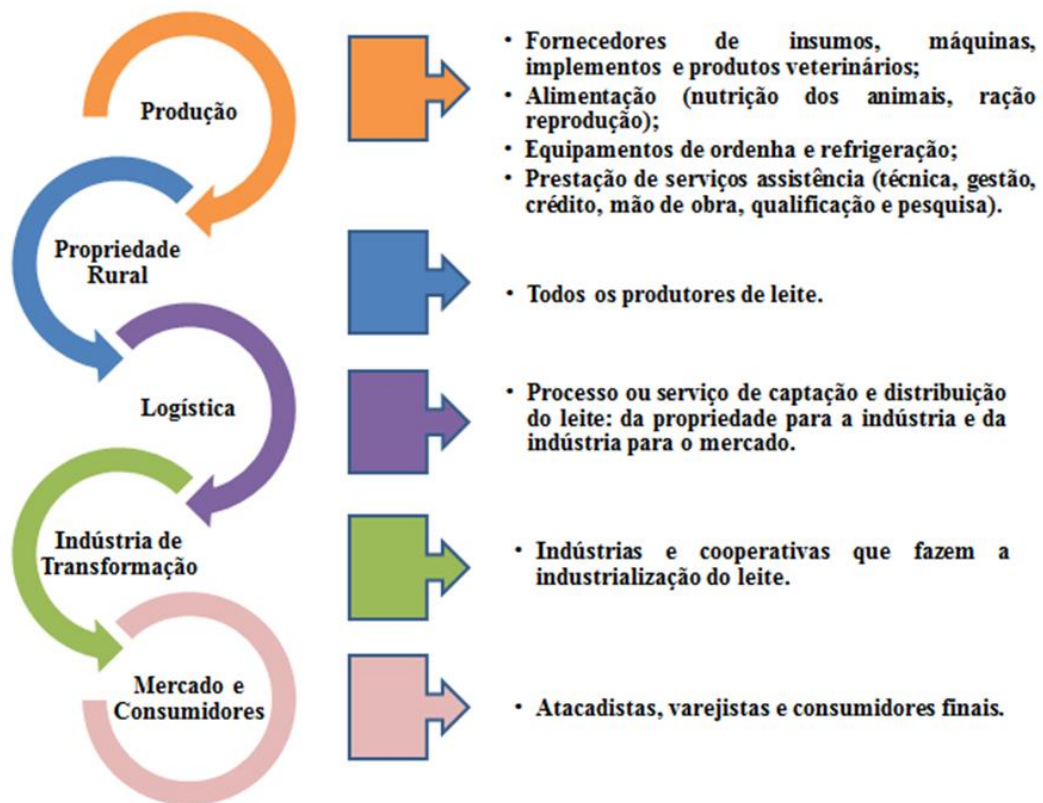 Produção
• Fornecedores de insumos, máquinas,
implementos e produtos veterinários;
• Alimentação (nutrição dos animais, ração
reprodução);
• Equipamentos de ordenha e refrigeração;
• Prestação de serviços assistência (técnica, gestão,
crédito, mão de obra, qualificação e pesquisa).
Propriedade
Rural
• Todos os produtores de leite.
Logística
• Processo ou serviço de captação e distribuição
do leite: da propriedade para a indústria e da
indústria para o mercado.
Indústria de
Transformação
• Indústrias e cooperativas que fazem a
industrialização do leite.
Mercado e
Consumidores
• Atacadistas, varejistas e consumidores finais.